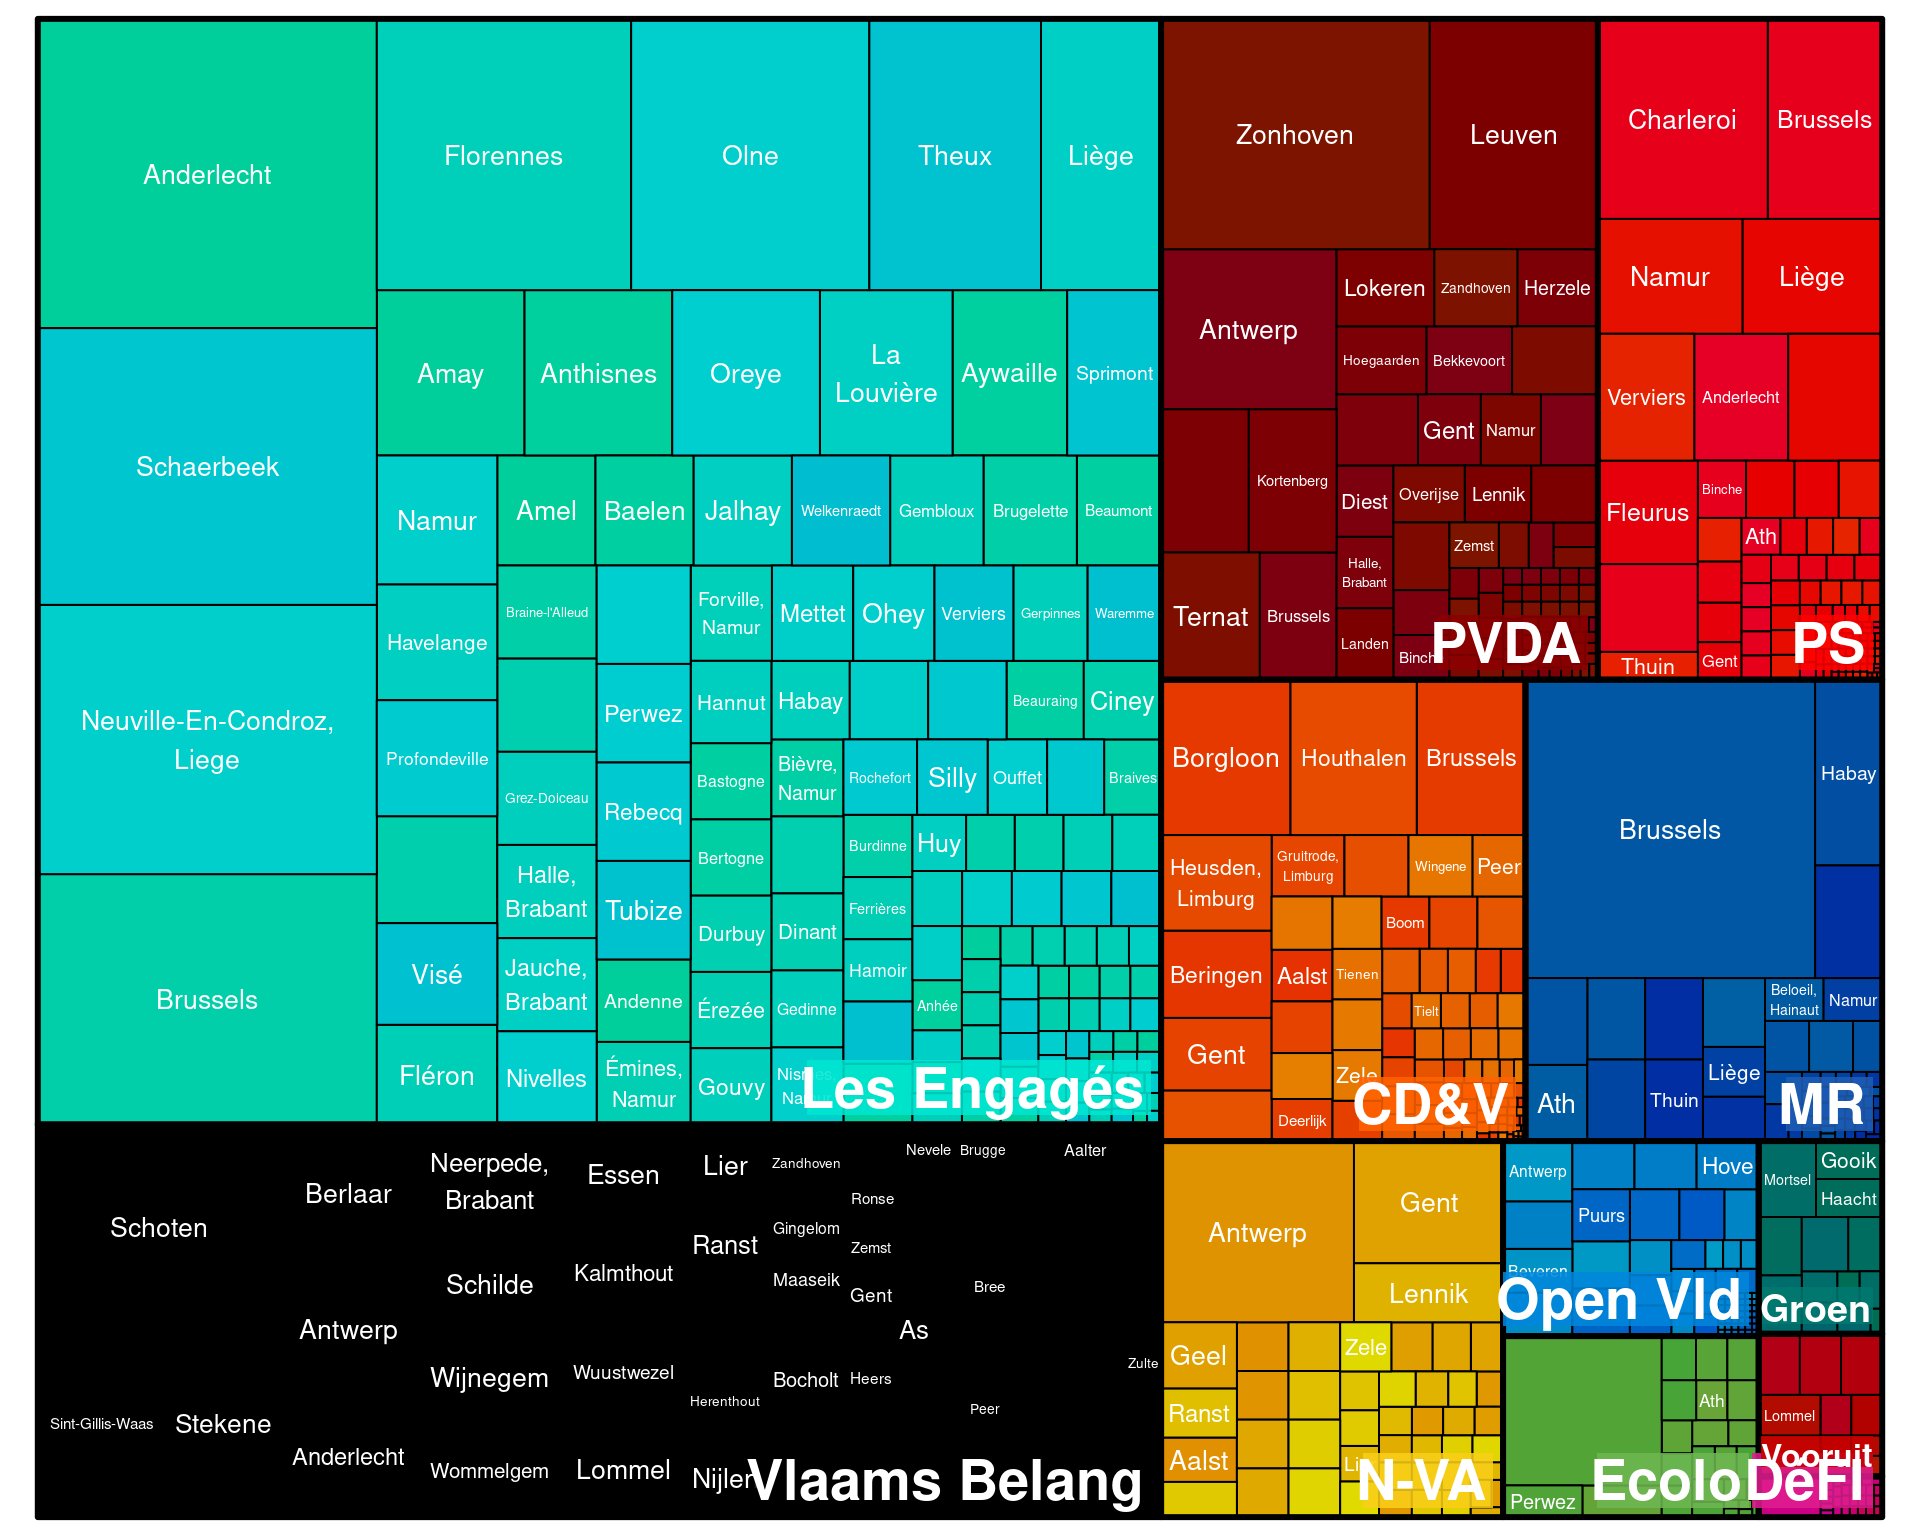 Anderlecht
Schaerbeek
Neuville-En-Condroz,
Liege
Brussels
Florennes
Olne
Theux
Liège
Amay
Anthisnes
Oreye
La
Louvière
Aywaille
Sprimont
Namur
Havelange
Profondeville
Visé
Fléron
Amel
Baelen
Jalhay
Welkenraedt
Gembloux
Brugelette
Beaumont
Braine-l'Alleud
Grez-Doiceau
Halle,
Brabant
Jauche,
Brabant
Nivelles
Perwez
Rebecq
Tubize
Andenne
Émines,
Namur
Forville,
Namur
Mettet
Ohey
Verviers
Gerpinnes
Waremme
Hannut
Bastogne
Bertogne
Durbuy
Érezée
Gouvy
Habay
Beauraing
Ciney
Bièvre,
Namur
Dinant
Gedinne
Rochefort
Silly
Ouffet
Braives
Burdinne
Ferrières
Hamoir
Huy
Anhée
Les Engagés
Zonhoven
Leuven
Antwerp
Kortenberg
Ternat
Brussels
Lokeren
Zandhoven
Herzele
Hoegaarden
Bekkevoort
Gent
Namur
Diest
Overijse
Lennik
Halle,
Brabant
Zemst
Landen
Binch
PVDA
Charleroi
Brussels
Namur
Liège
Verviers
Anderlecht
Fleurus
Binche
Ath
Thuin
Gent
PS
Borgloon
Houthalen
Brussels
Heusden,
Limburg
Gruitrode,
Limburg
Wingene
Peer
Beringen
Aalst
Boom
Tienen
Tielt
Gent
Zele
Deerlijk
CD&V
Brussels
Habay
Beloeil,
Hainaut
Namur
Ath
Thuin
Liège
MR
Schoten
Sint-Gillis-Waas
Stekene
Berlaar
Antwerp
Anderlecht
Neerpede,
Brabant
Schilde
Wijnegem
Wommelgem
Essen
Kalmthout
Wuustwezel
Lommel
Lier
Ranst
Herenthout
Nijlen
Zandhoven
Gingelom
Maaseik
Bocholt
Ronse
Zemst
Gent
Heers
Nevele
Brugge
Aalter
Bree
As
Zulte
Peer
Vlaams Belang
Antwerp
Gent
Lennik
Geel
Ranst
Aalst
Zele
N-VA
Antwerp
Hove
Puurs
Beveren
Open Vld
Mortsel
Gooik
Haacht
Groen
Ath
Perwez
Ecolo
Lommel
Vooruit
DéFI